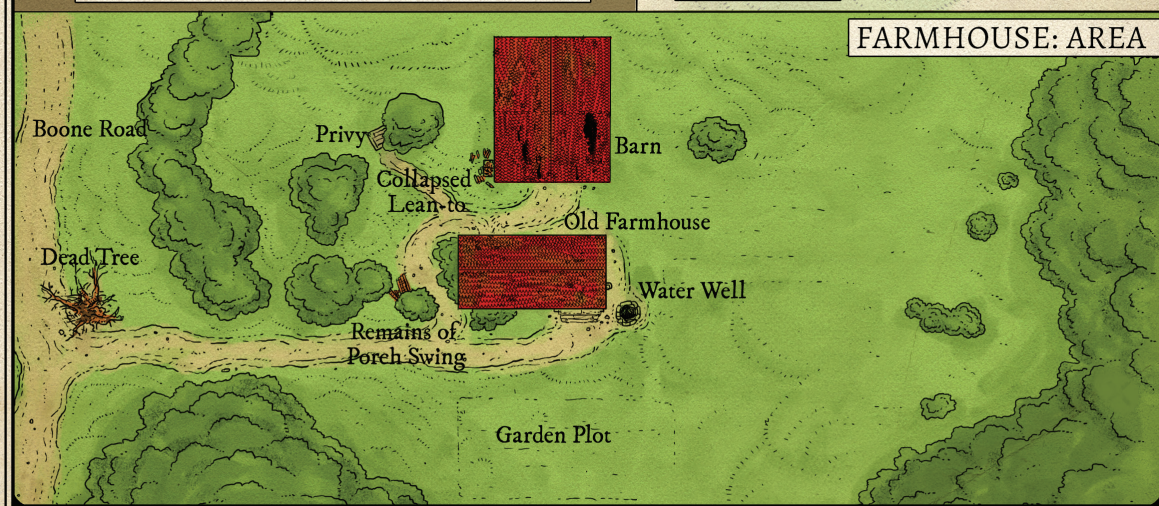 FARMHOUSE: AREA
Boone Road
Privy
Barn
Collapsed
Lean-to
Old Farmhouse
Dead Tree
Water Well
Remains of
Porch Swing
Garden Plot